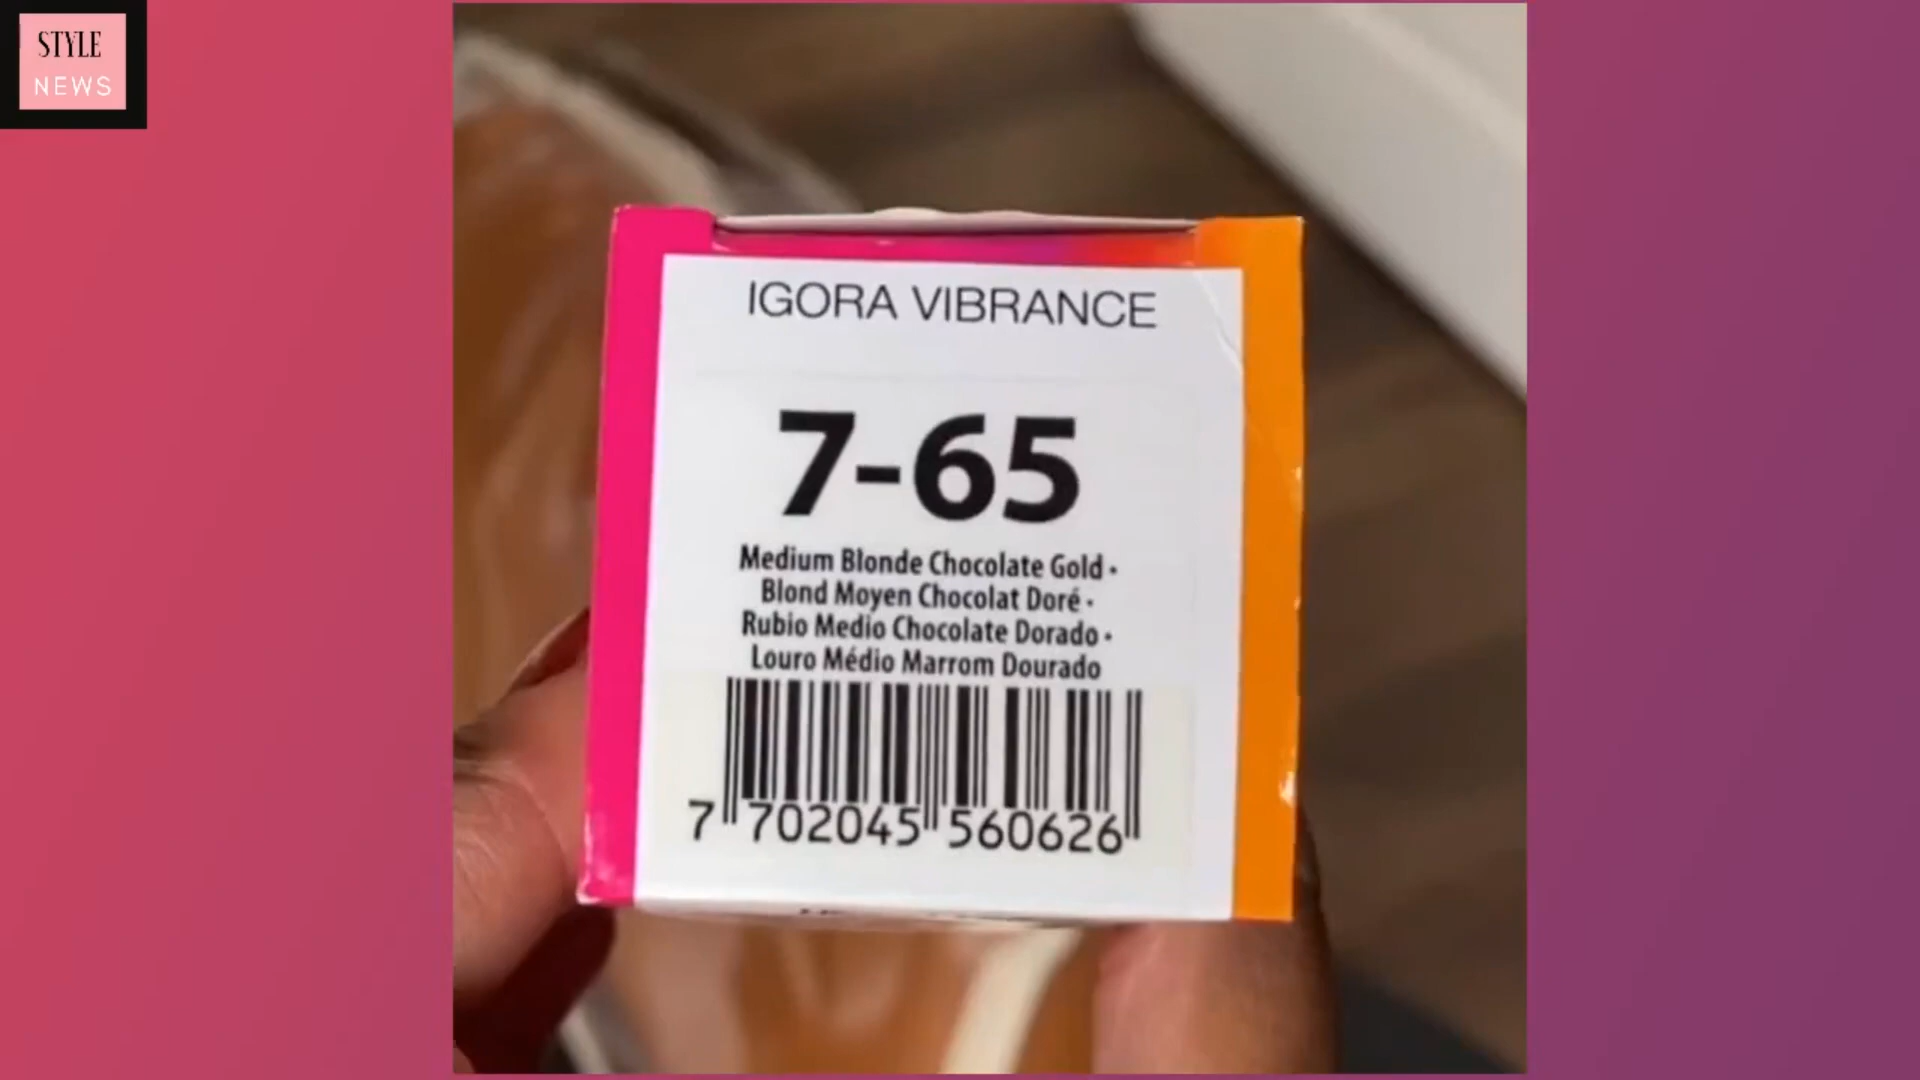 STYLE
NEWS
IGORA VIBRANCE
7-65
Medium Blonde Chocolate Gold •
Blond Moyen Chocolat Doré •
Rubio Medio Chocolate Dorado •
Louro Médio Marrom Dourado
7 702045 560626